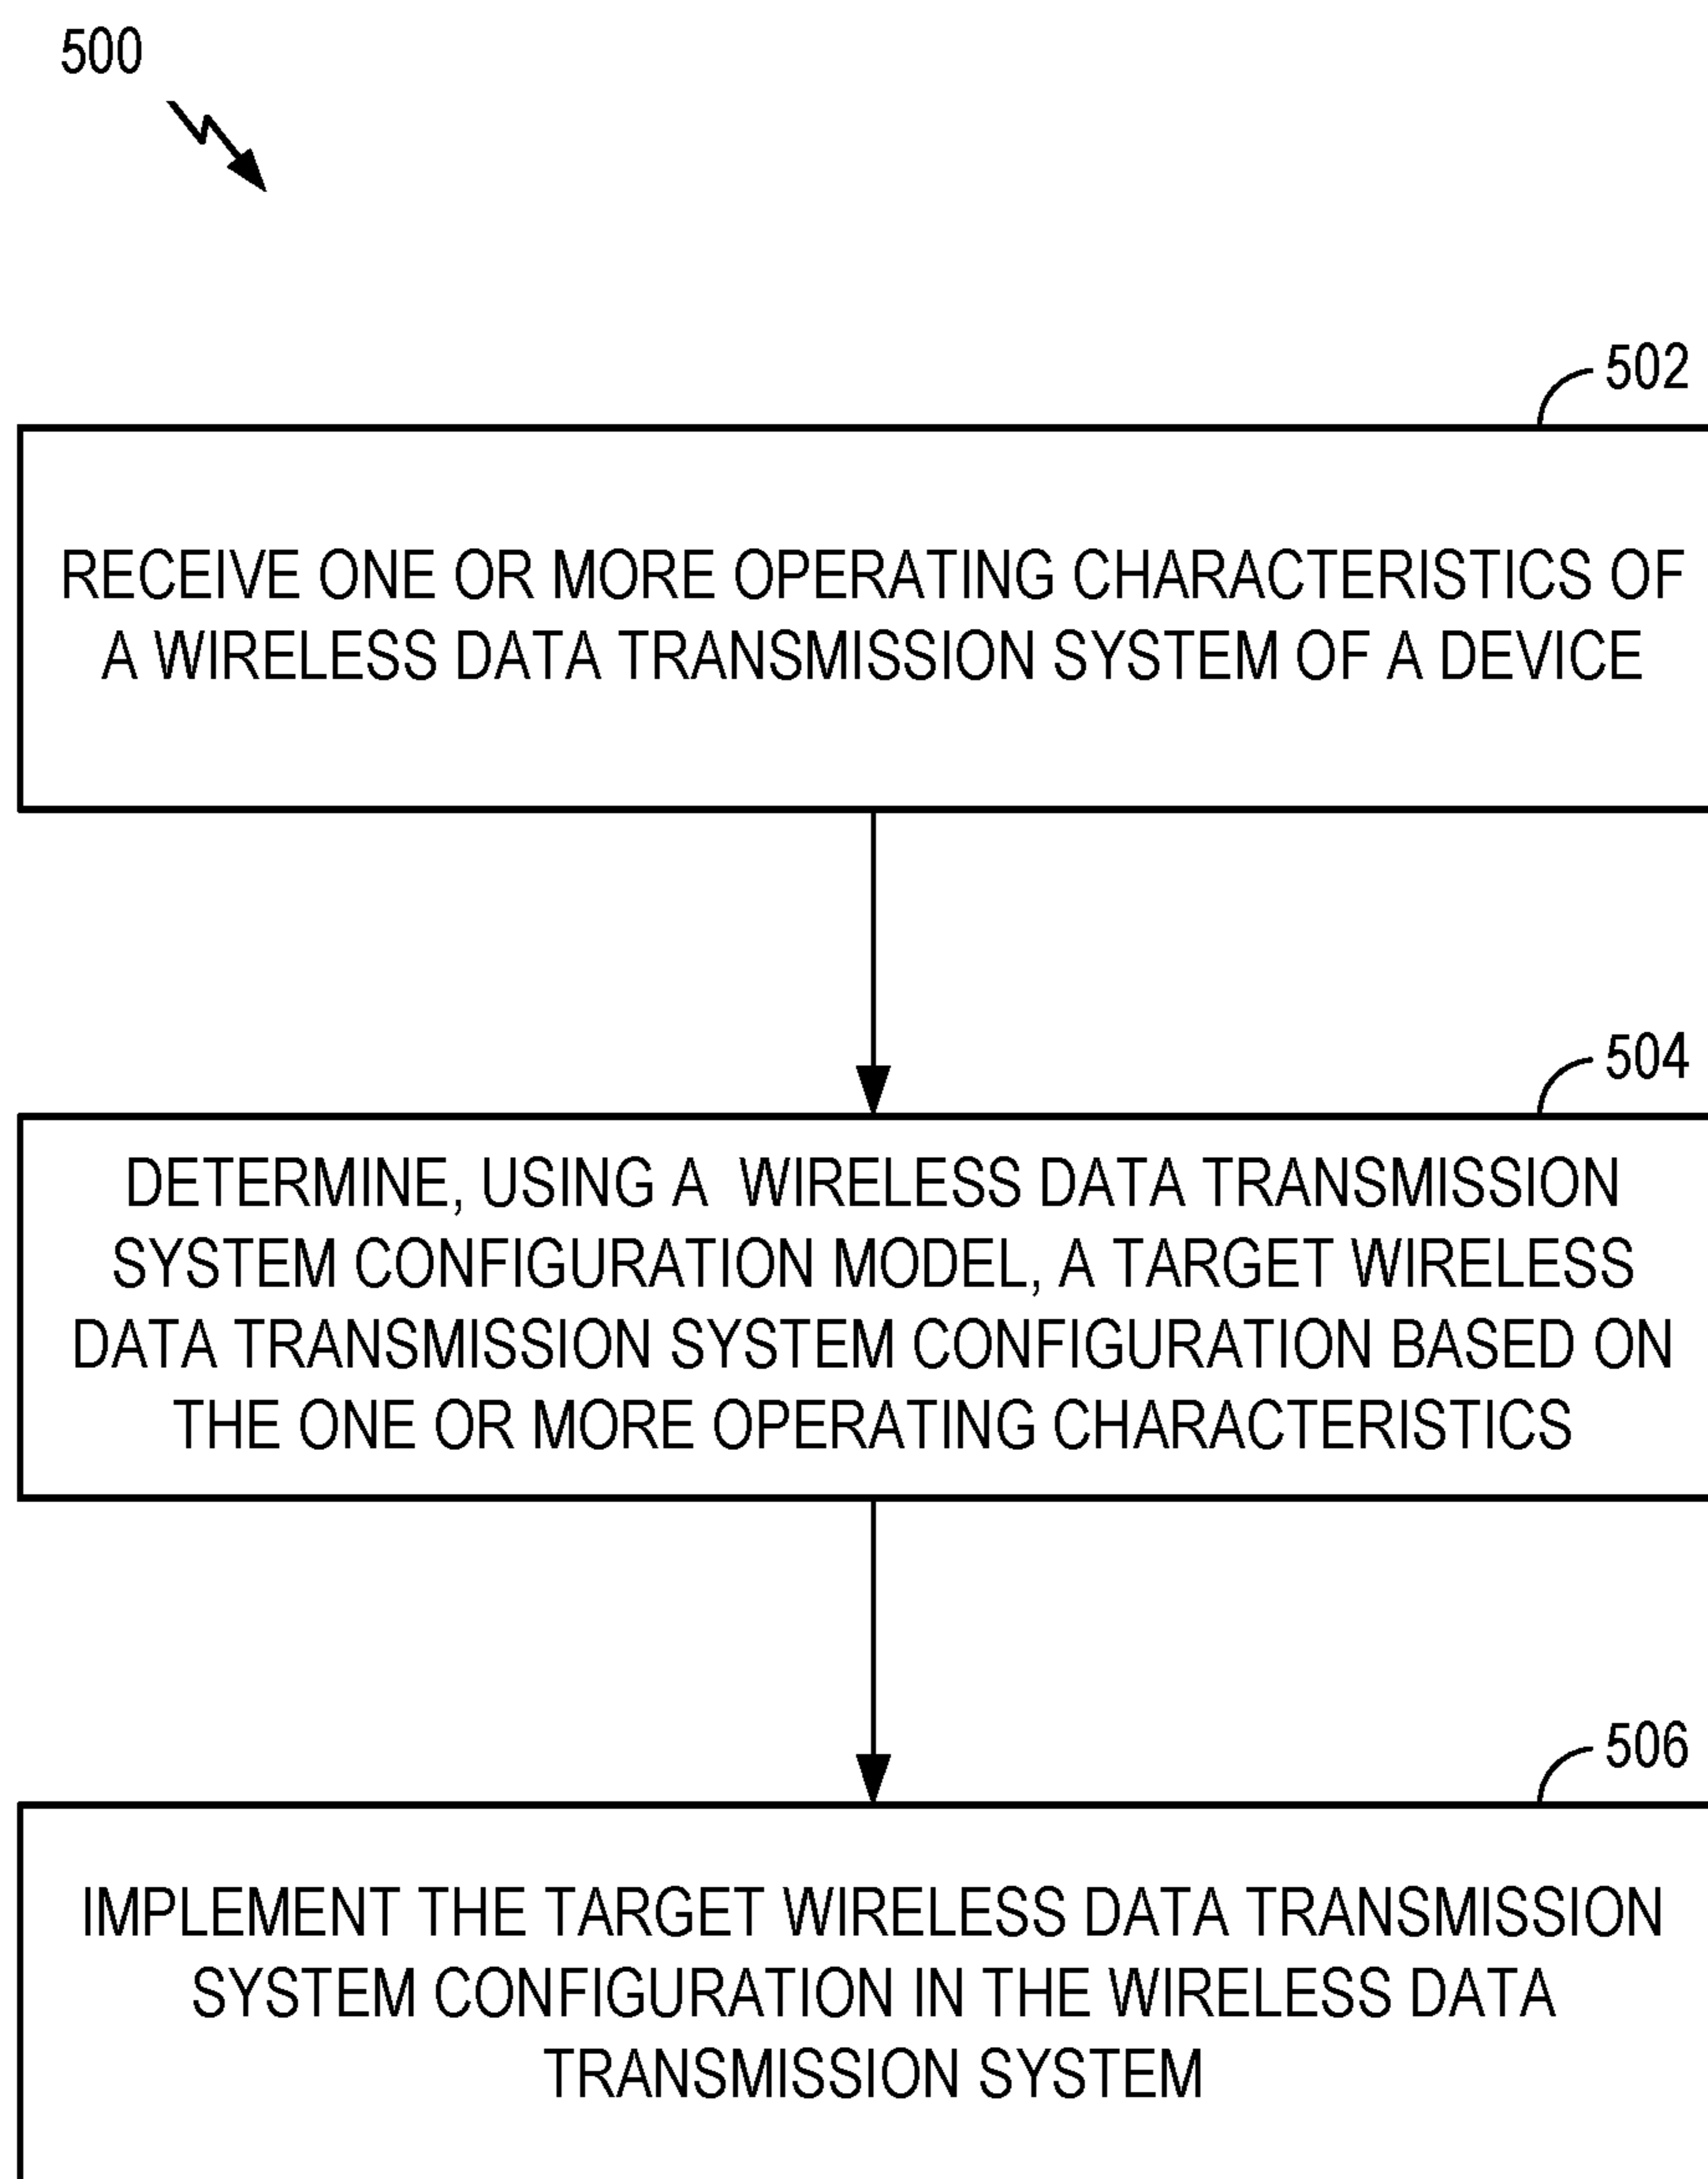 500
502
RECEIVE ONE OR MORE OPERATING CHARACTERISTICS OF
A WIRELESS DATA TRANSMISSION SYSTEM OF A DEVICE
504
DETERMINE, USING A WIRELESS DATA TRANSMISSION
SYSTEM CONFIGURATION MODEL, A TARGET WIRELESS
DATA TRANSMISSION SYSTEM CONFIGURATION BASED ON
THE ONE OR MORE OPERATING CHARACTERISTICS
506
IMPLEMENT THE TARGET WIRELESS DATA TRANSMISSION
SYSTEM CONFIGURATION IN THE WIRELESS DATA
TRANSMISSION SYSTEM